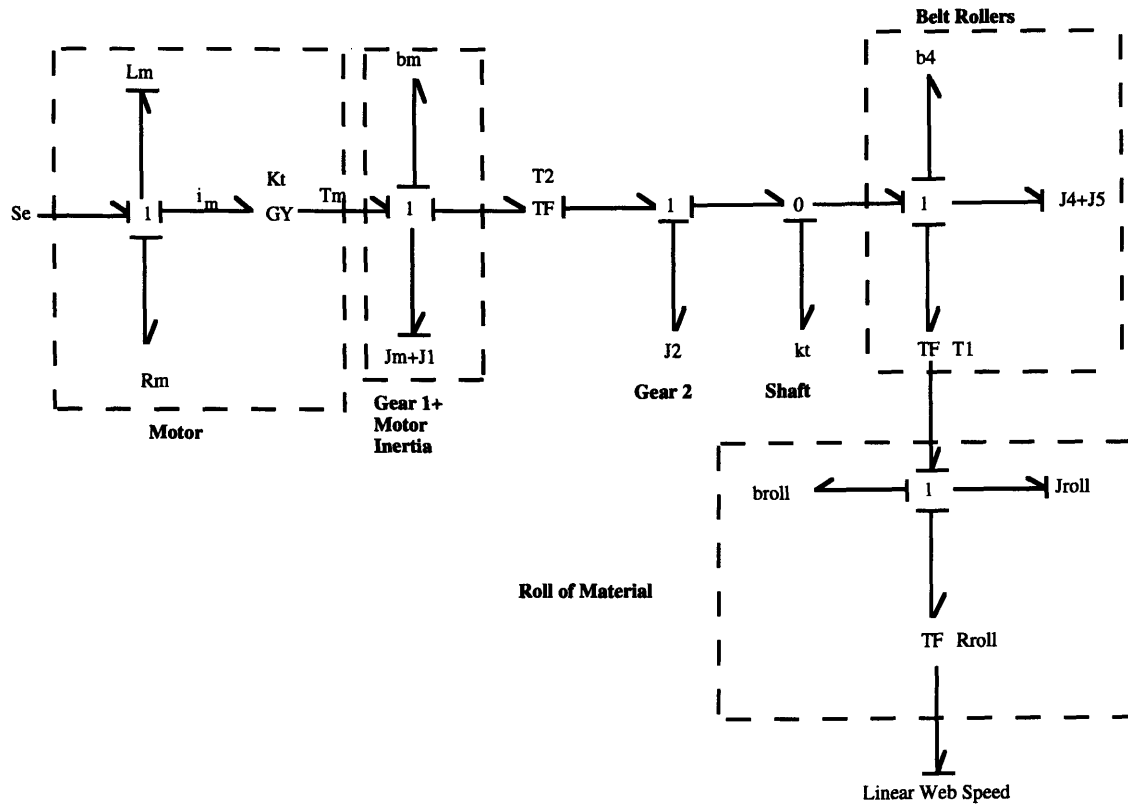 Belt Rollers
Lm
bm
b4
Se
1
i_m
Kt
GY
Tm
1
T2
TF
1
0
1
J4+J5
Rm
Jm+J1
J2
kt
TF T1
Motor
Gear 1+
Motor
Inertia
Gear 2
Shaft
broll
1
Jroll
Roll of Material
TF Rroll
Linear Web Speed